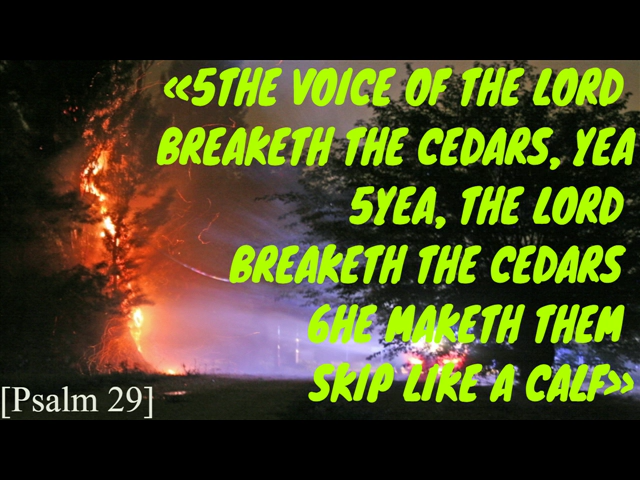 «5THE VOICE OF THE LORD
BREAKETH THE CEDARS, YEA
5YEA, THE LORD
BREAKETH THE CEDARS
6HE MAKETH THEM
SKIP LIKE A CALF»
[Psalm 29]